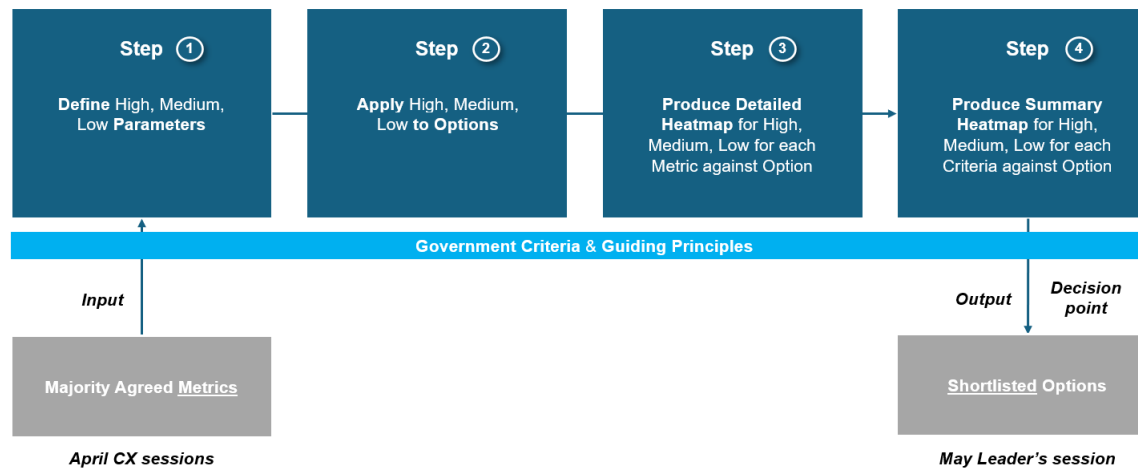 Step 1
Define High, Medium,
Low Parameters
Step 2
Apply High, Medium,
Low to Options
Step 3
Produce Detailed
Heatmap for High,
Medium, Low for each
Metric against Option
Step 4
Produce Summary
Heatmap for High,
Medium, Low for each
Criteria against Option
Government Criteria & Guiding Principles
Input
Output
Decision
point
Majority Agreed Metrics
Shortlisted Options
April CX sessions
May Leader's session